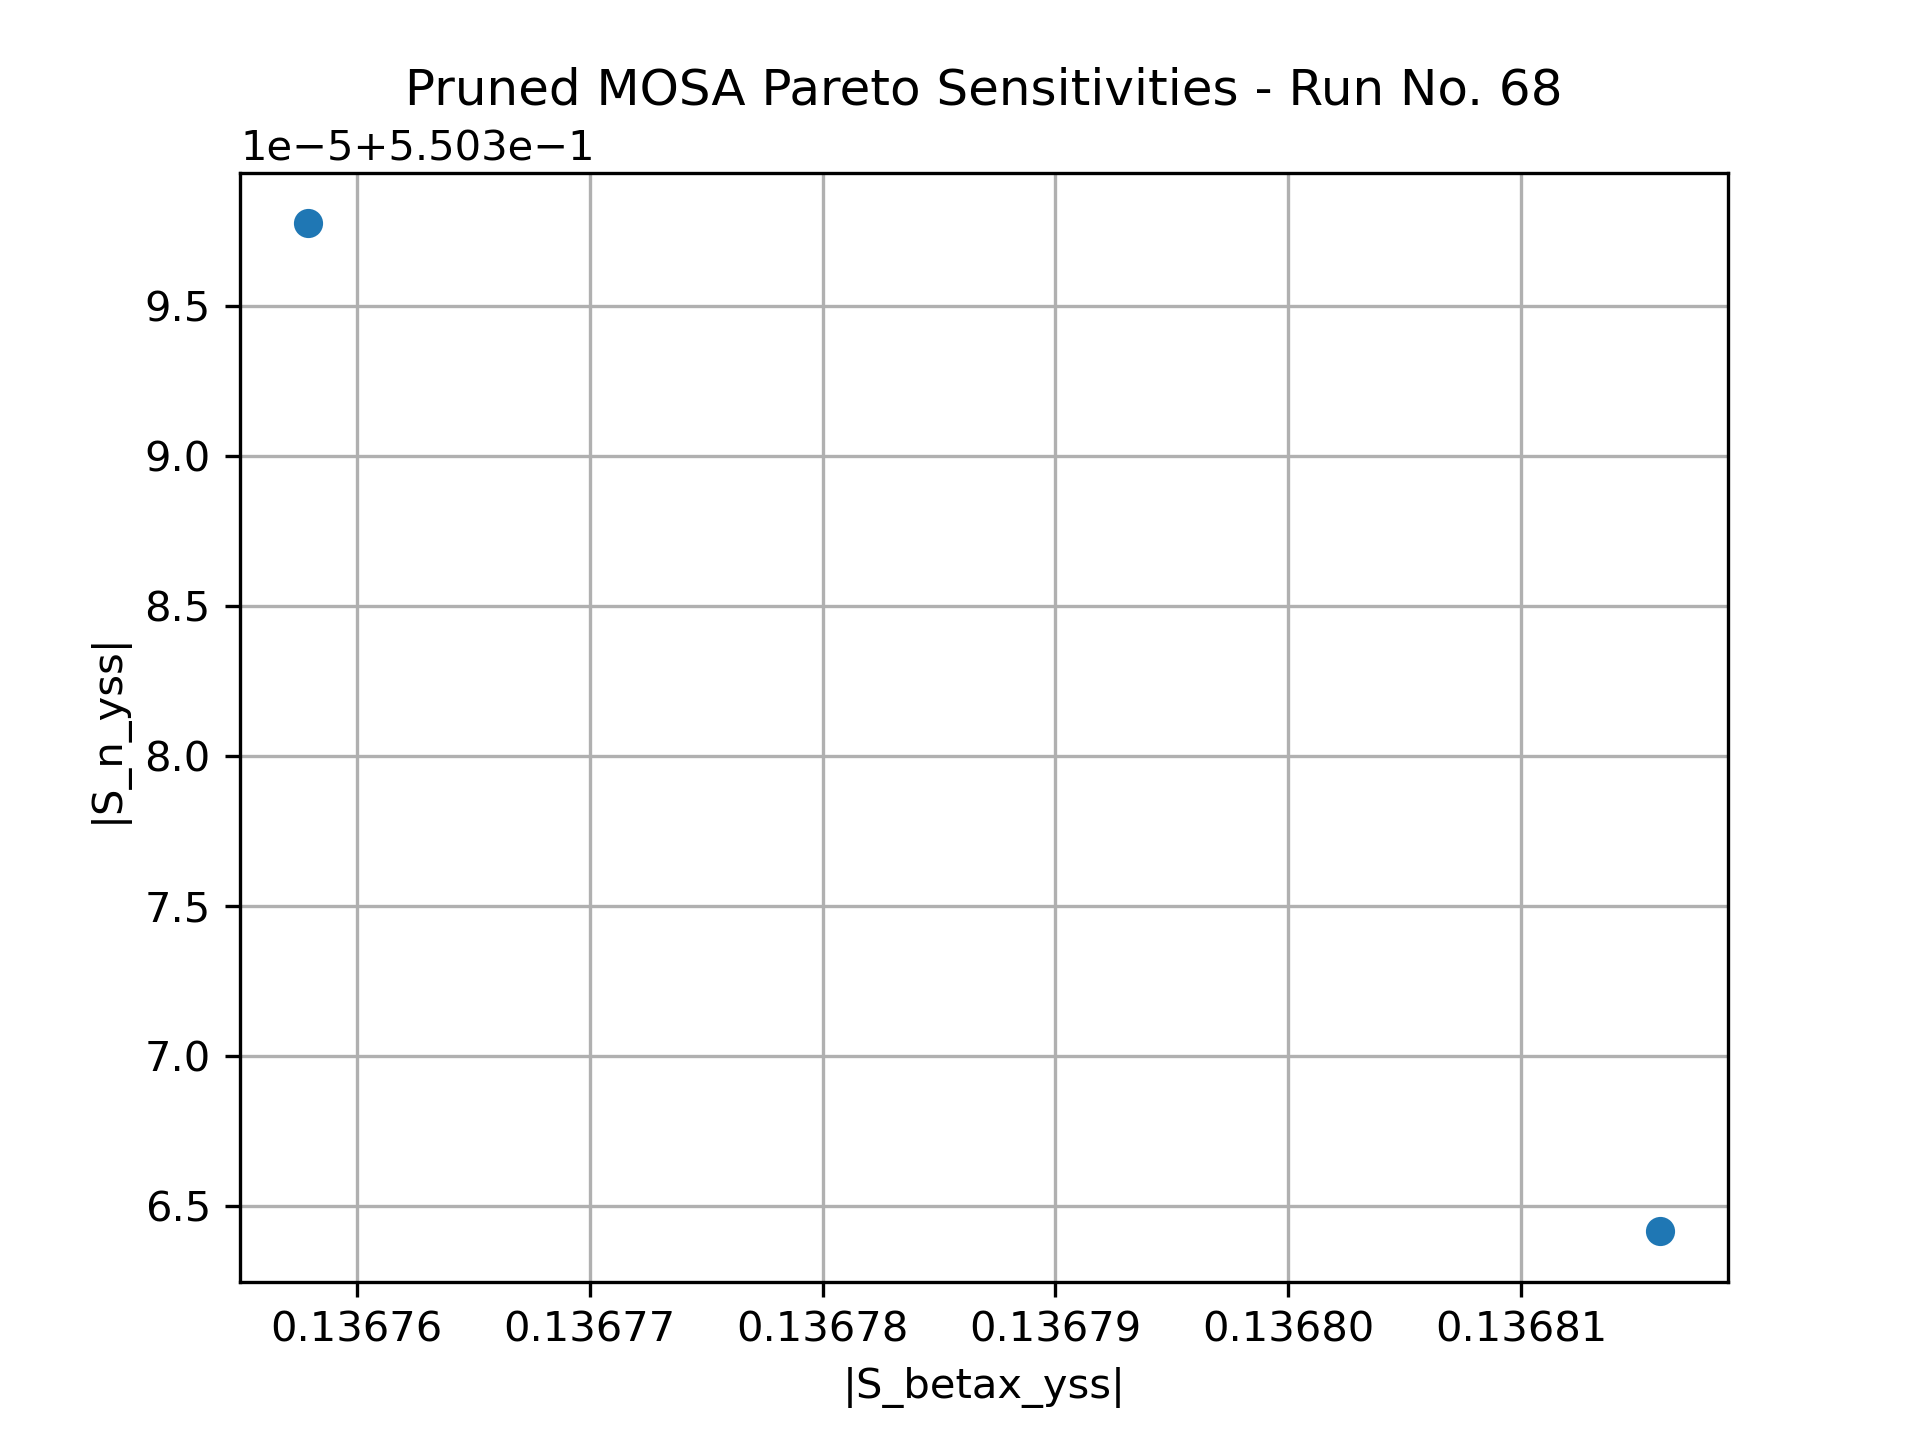 Pruned MOSA Pareto Sensitivities - Run No. 68
1e−5+5.503e−1
9.5
9.0
8.5
8.0
7.5
7.0
6.5
|S_n_yss|
0.13676 0.13677 0.13678 0.13679 0.13680 0.13681
|S_betax_yss|